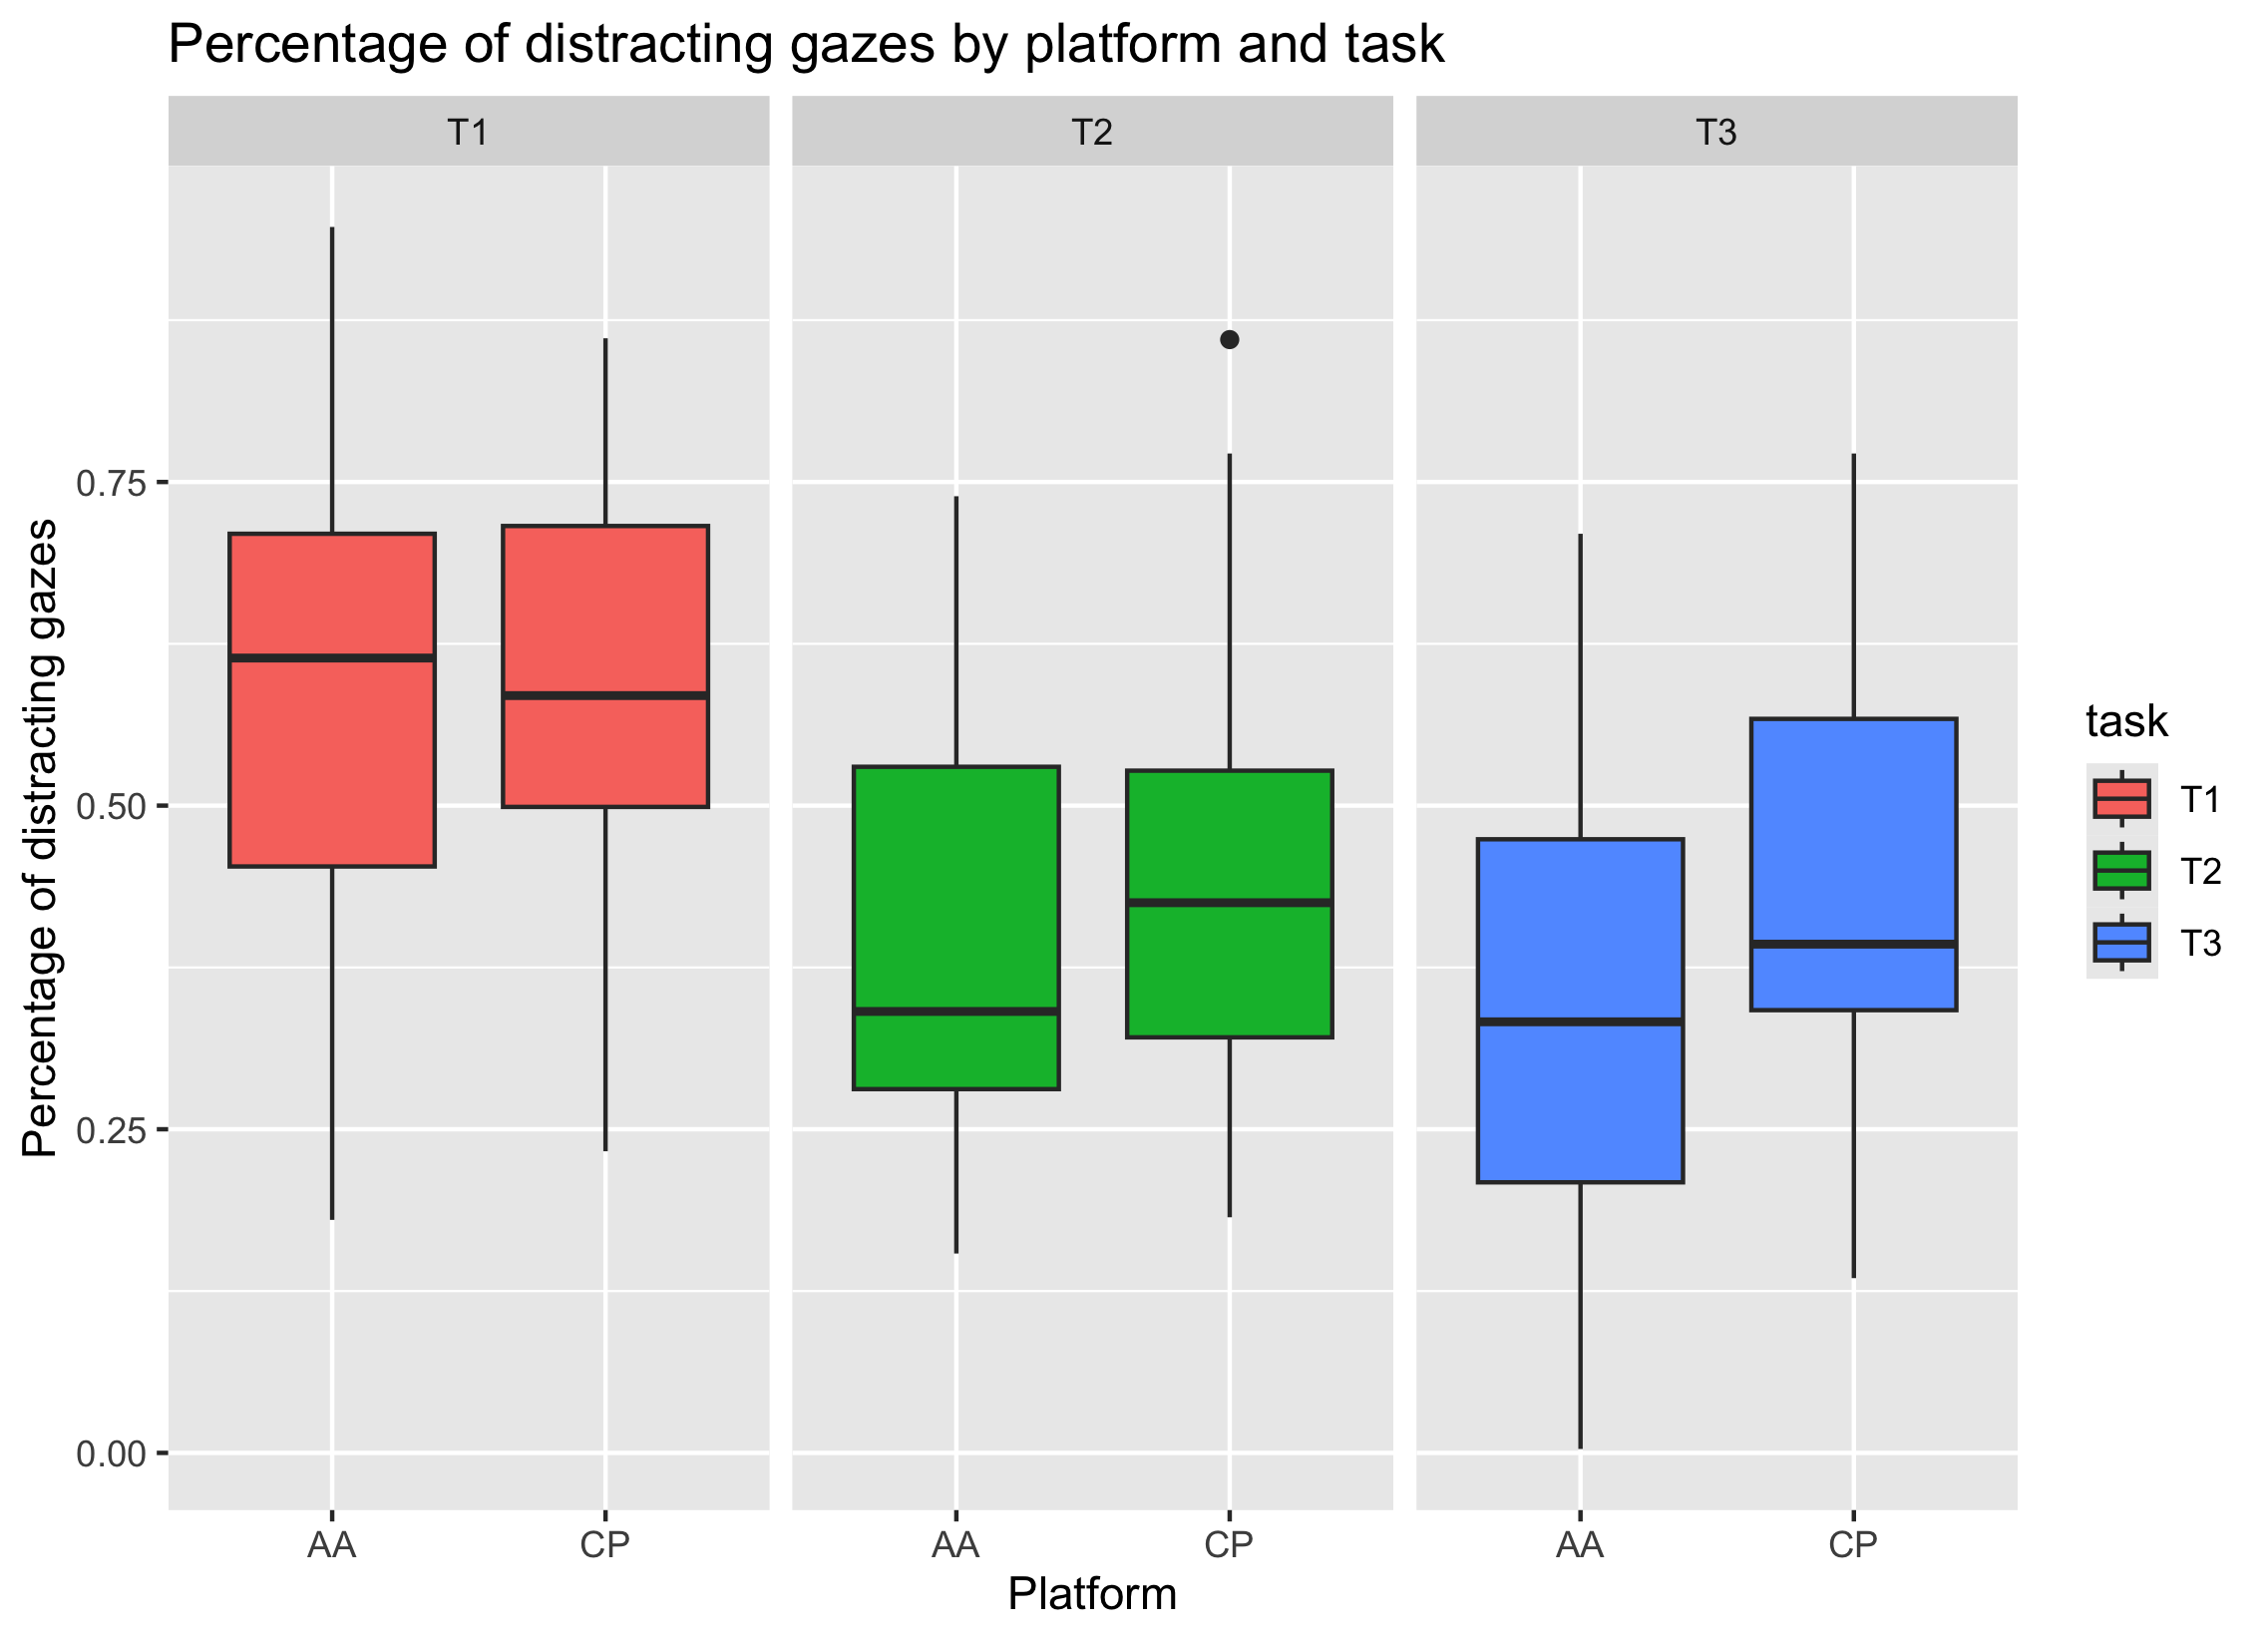 Percentage of distracting gazes by platform and task
T1
T2
T3
Percentage of distracting gazes
0.75
0.50
0.25
0.00
AA
CP
AA
CP
AA
CP
Platform
task
T1
T2
T3